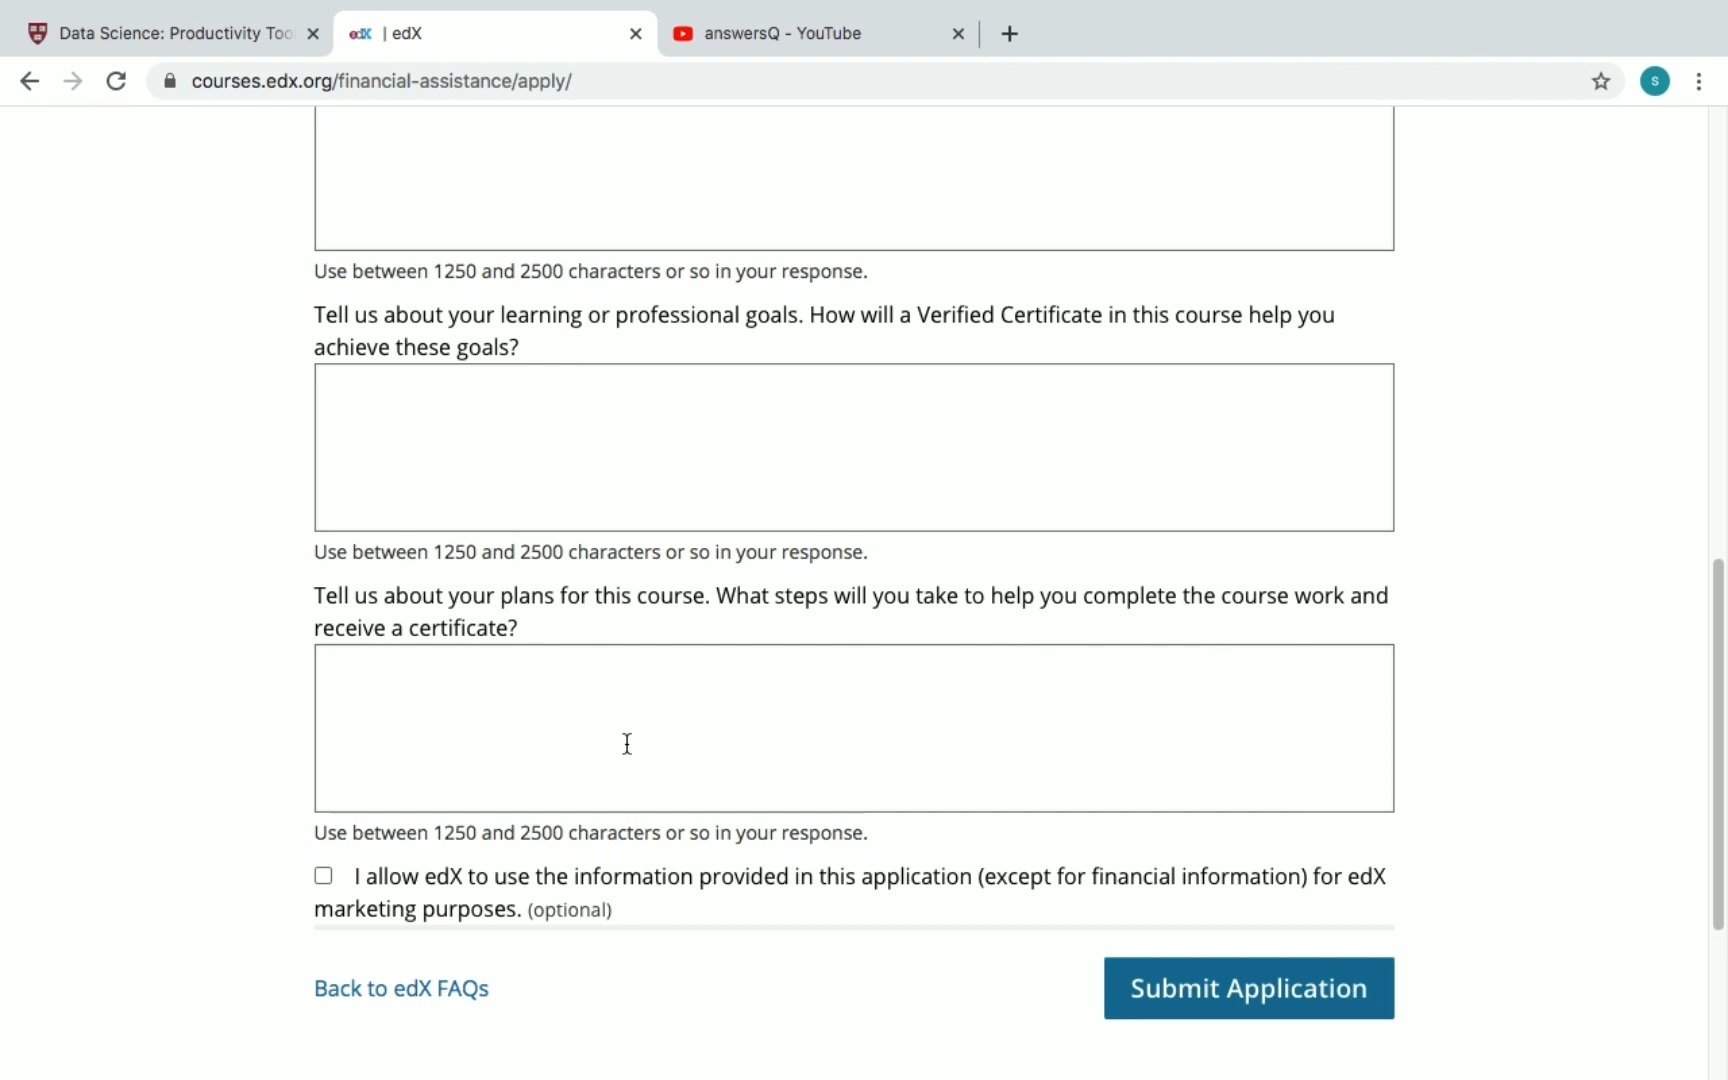 Data Science: Productivity Too
edX | edX
answersQ - YouTube
courses.edx.org/financial-assistance/apply/
S
Use between 1250 and 2500 characters or so in your response.
Tell us about your learning or professional goals. How will a Verified Certificate in this course help you
achieve these goals?
Use between 1250 and 2500 characters or so in your response.
Tell us about your plans for this course. What steps will you take to help you complete the course work and
receive a certificate?
Use between 1250 and 2500 characters or so in your response.
I allow edX to use the information provided in this application (except for financial information) for edX
marketing purposes. (optional)
Back to edX FAQs
Submit Application